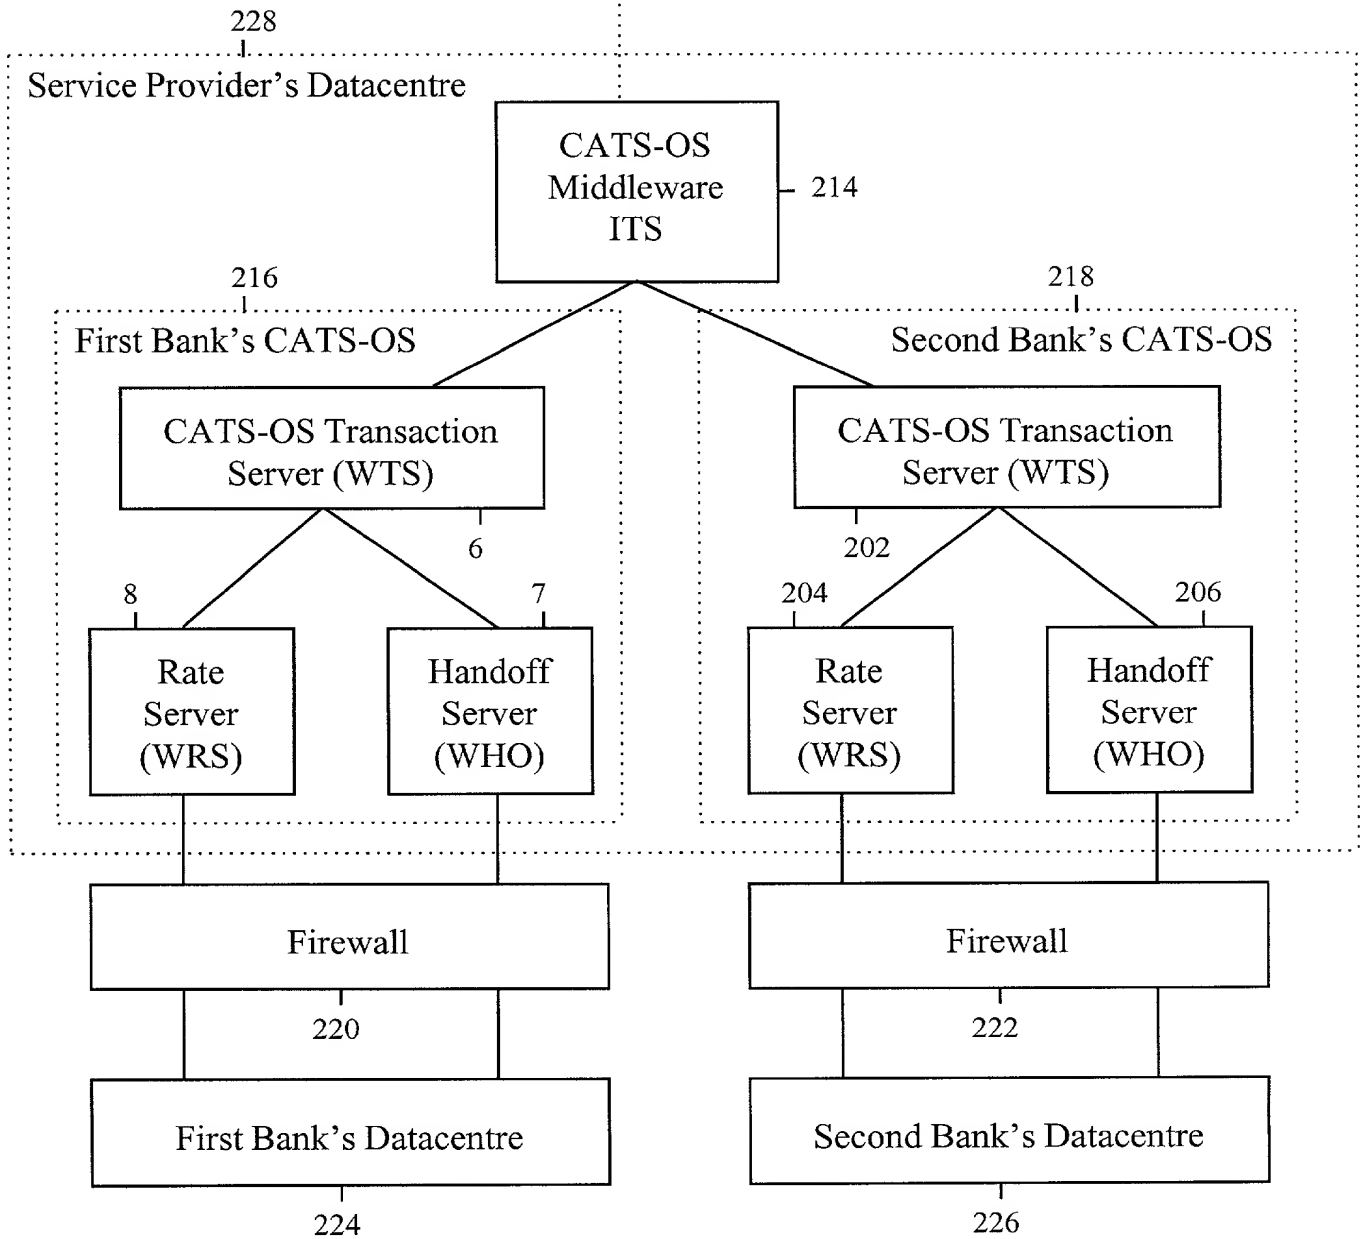 228
Service Provider's Datacentre
CATS-OS
Middleware
ITS
214
216
218
First Bank's CATS-OS
Second Bank's CATS-OS
CATS-OS Transaction
Server (WTS)
CATS-OS Transaction
Server (WTS)
6
202
8
7
204
206
Rate
Server
(WRS)
Handoff
Server
(WHO)
Rate
Server
(WRS)
Handoff
Server
(WHO)
Firewall
Firewall
220
222
First Bank's Datacentre
Second Bank's Datacentre
224
226